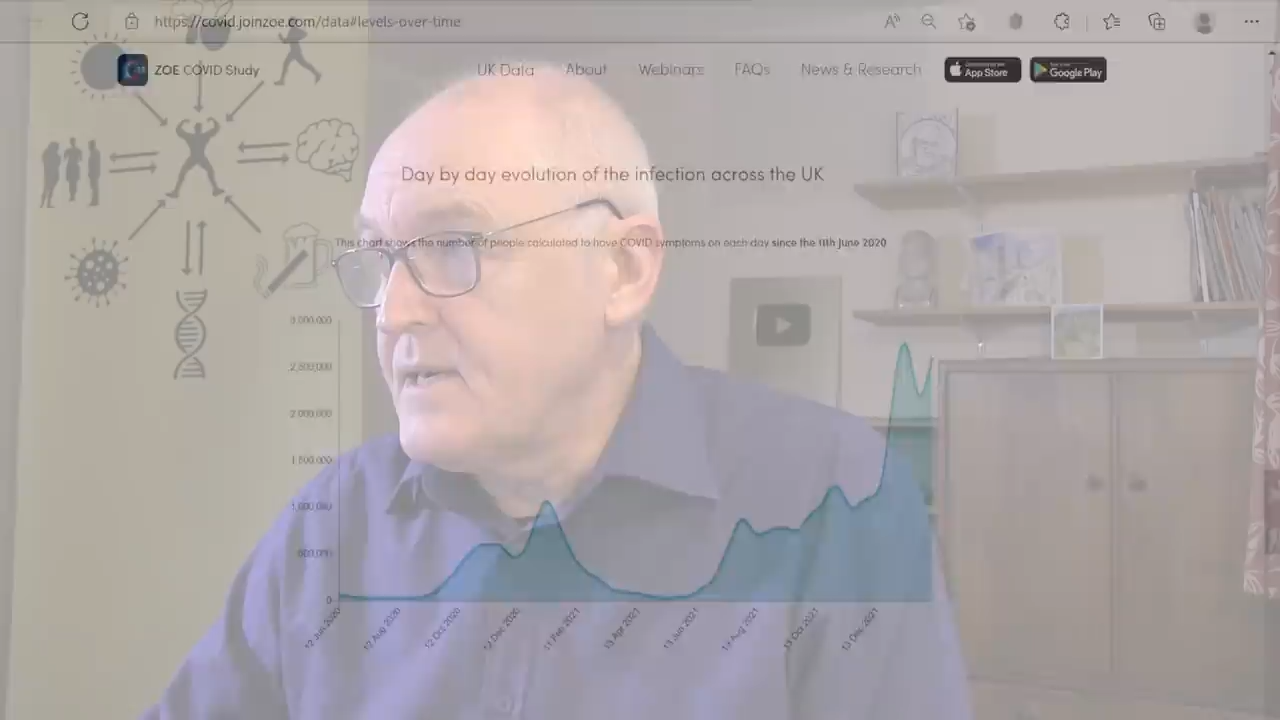 https://covid.joinzoe.com/data#levels-over-time
ZOE COVID Study
UK Data
About
Webinars
FAQs
News & Research
App Store
Google Play
Day by day evolution of the infection across the UK
This chart shows the number of people calculated to have COVID symptoms on each day since the 11th June 2020
3,000,000
2,500,000
2,000,000
1,500,000
1,000,000
500,000
0
12 Jun 2020
12 Aug 2020
12 Oct 2020
12 Dec 2020
11 Feb 2021
13 Apr 2021
13 Jun 2021
14 Aug 2021
13 Oct 2021
13 Dec 2021